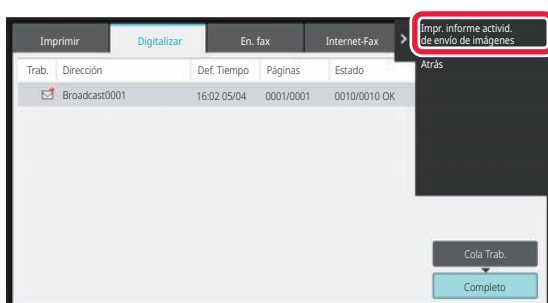 Imprimir Digitalizar En. fax Internet-Fax
Impr. informe activid.
de envío de imágenes
Atrás
Trab. Dirección Def. Tiempo Páginas Estado
Broadcast0001 16:02 05/04 0001/0001 0010/0010 OK
Cola Trab.
Completo